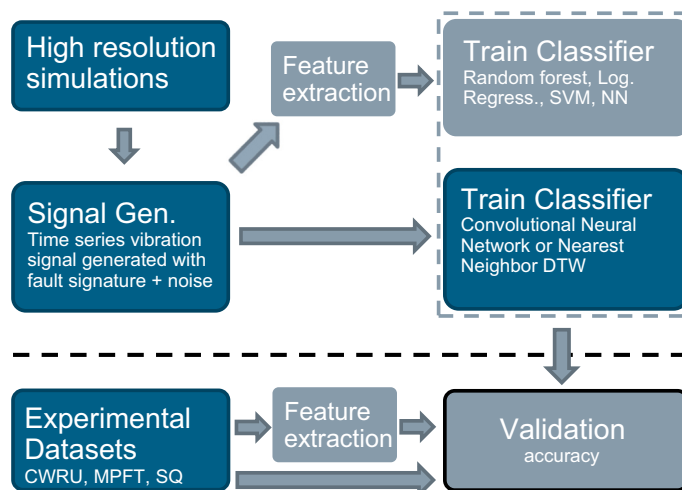 High resolution
simulations
Feature
extraction
Train Classifier
Random forest, Log.
Regress., SVM, NN
Signal Gen.
Time series vibration
signal generated with
fault signature + noise
Train Classifier
Convolutional Neural
Network or Nearest
Neighbor DTW
Experimental
Datasets
CWRU, MPFT, SQ
Feature
extraction
Validation
accuracy